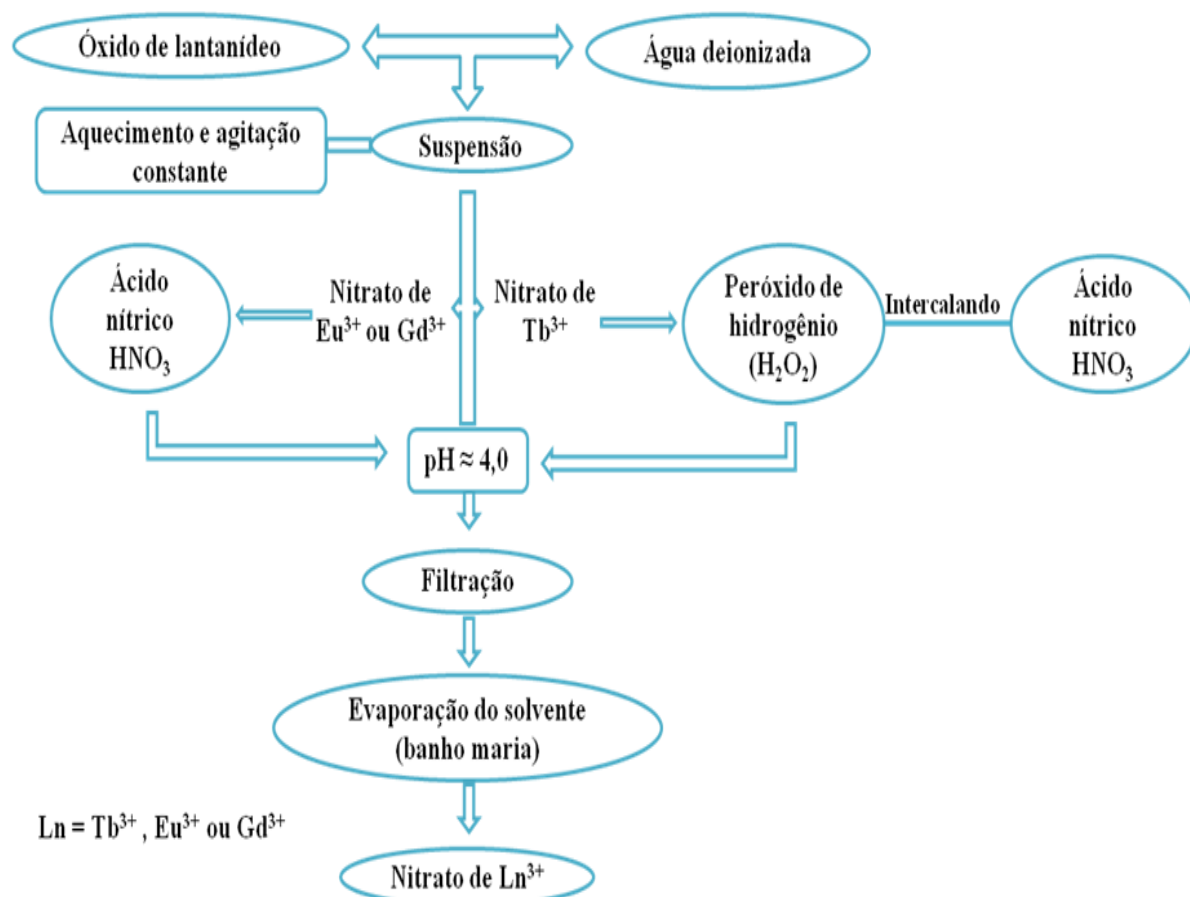 Óxido de lantanídeo
Água deionizada
Aquecimento e agitação
constante
Suspensão
Ácido
nítrico
HNO₃
Nitrato de
Eu³⁺ ou Gd³⁺
Nitrato de
Tb³⁺
Peróxido de
hidrogênio
(H₂O₂)
Intercalando
Ácido
nítrico
HNO₃
pH ≈ 4,0
Filtração
Evaporação do solvente
(banho maria)
Ln = Tb³⁺ , Eu³⁺ ou Gd³⁺
Nitrato de Ln³⁺